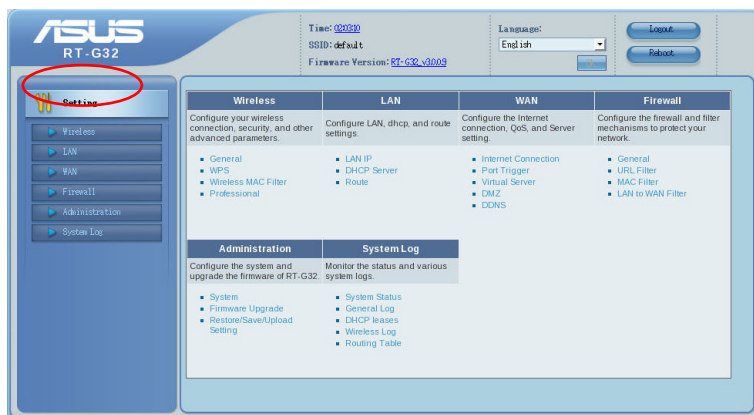 ASUS
RT-G32
Time: 020310
SSID: default
Firmware Version: RT-G32_v3.0.0.9
Language:
English
Logout
Reboot
Setting
Wireless
LAN
WAN
Firewall
Administration
System Log
Wireless
Configure your wireless
connection, security, and other
advanced parameters.
General
WPS
Wireless MAC Filter
Professional
LAN
Configure LAN, dhcp, and route
settings.
LAN IP
DHCP Server
Route
WAN
Configure the Internet
connection, QoS, and Server
setting.
Internet Connection
Port Trigger
Virtual Server
DMZ
DDNS
Firewall
Configure the firewall and filter
mechanisms to protect your
network.
General
URL Filter
MAC Filter
LAN to WAN Filter
Administration
Configure the system and
upgrade the firmware of RT-G32.
System
Firmware Upgrade
Restore/Save/Upload
Setting
System Log
Monitor the status and various
system logs.
System Status
General Log
DHCP leases
Wireless Log
Routing Table